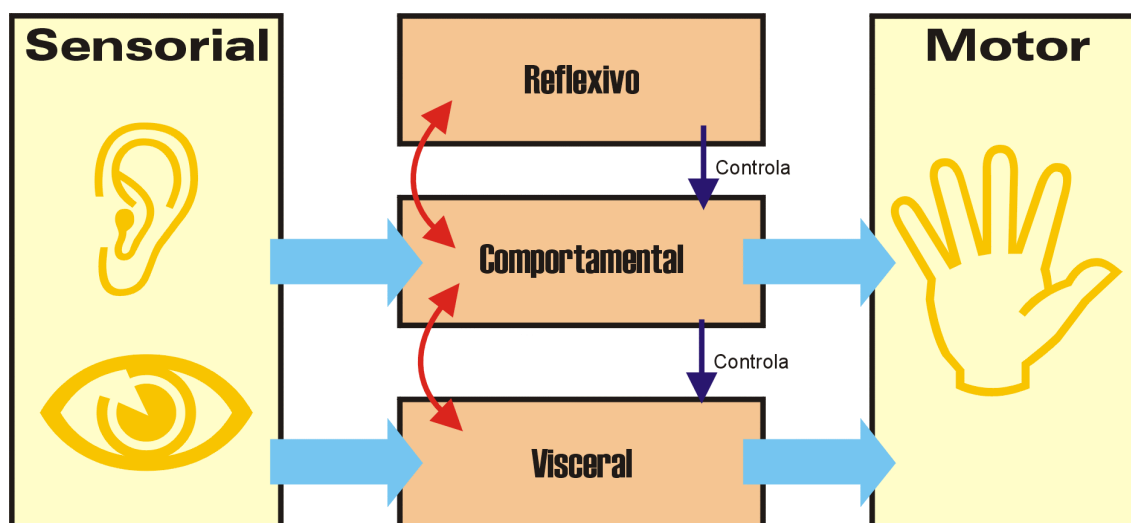 Sensorial
Reflexivo
Motor
Controla
Comportamental
Controla
Visceral